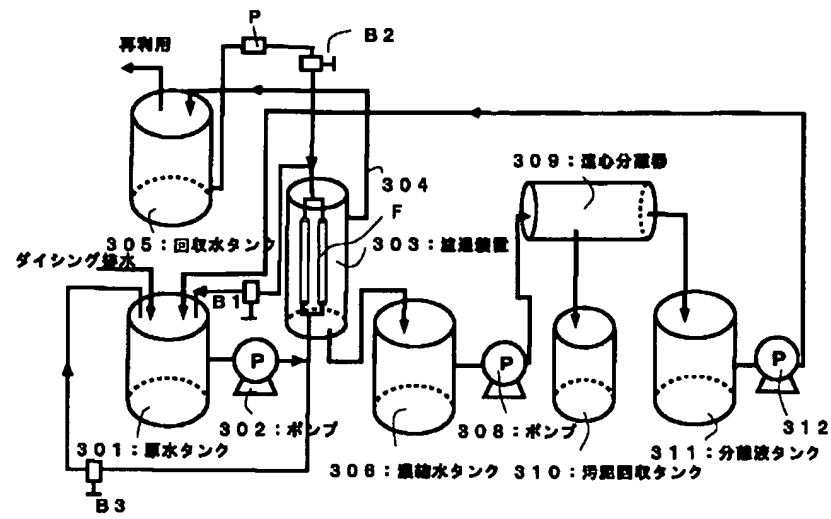 P
B2
再利用
309：遠心分離器
304
F
305：回収水タンク
303：濾過装置
ダイシング排水
B1
P
P
P
302：ポンプ
308：ポンプ
312
301：原水タンク
311：分離液タンク
306：濃縮水タンク
310：汚泥回収タンク
B3